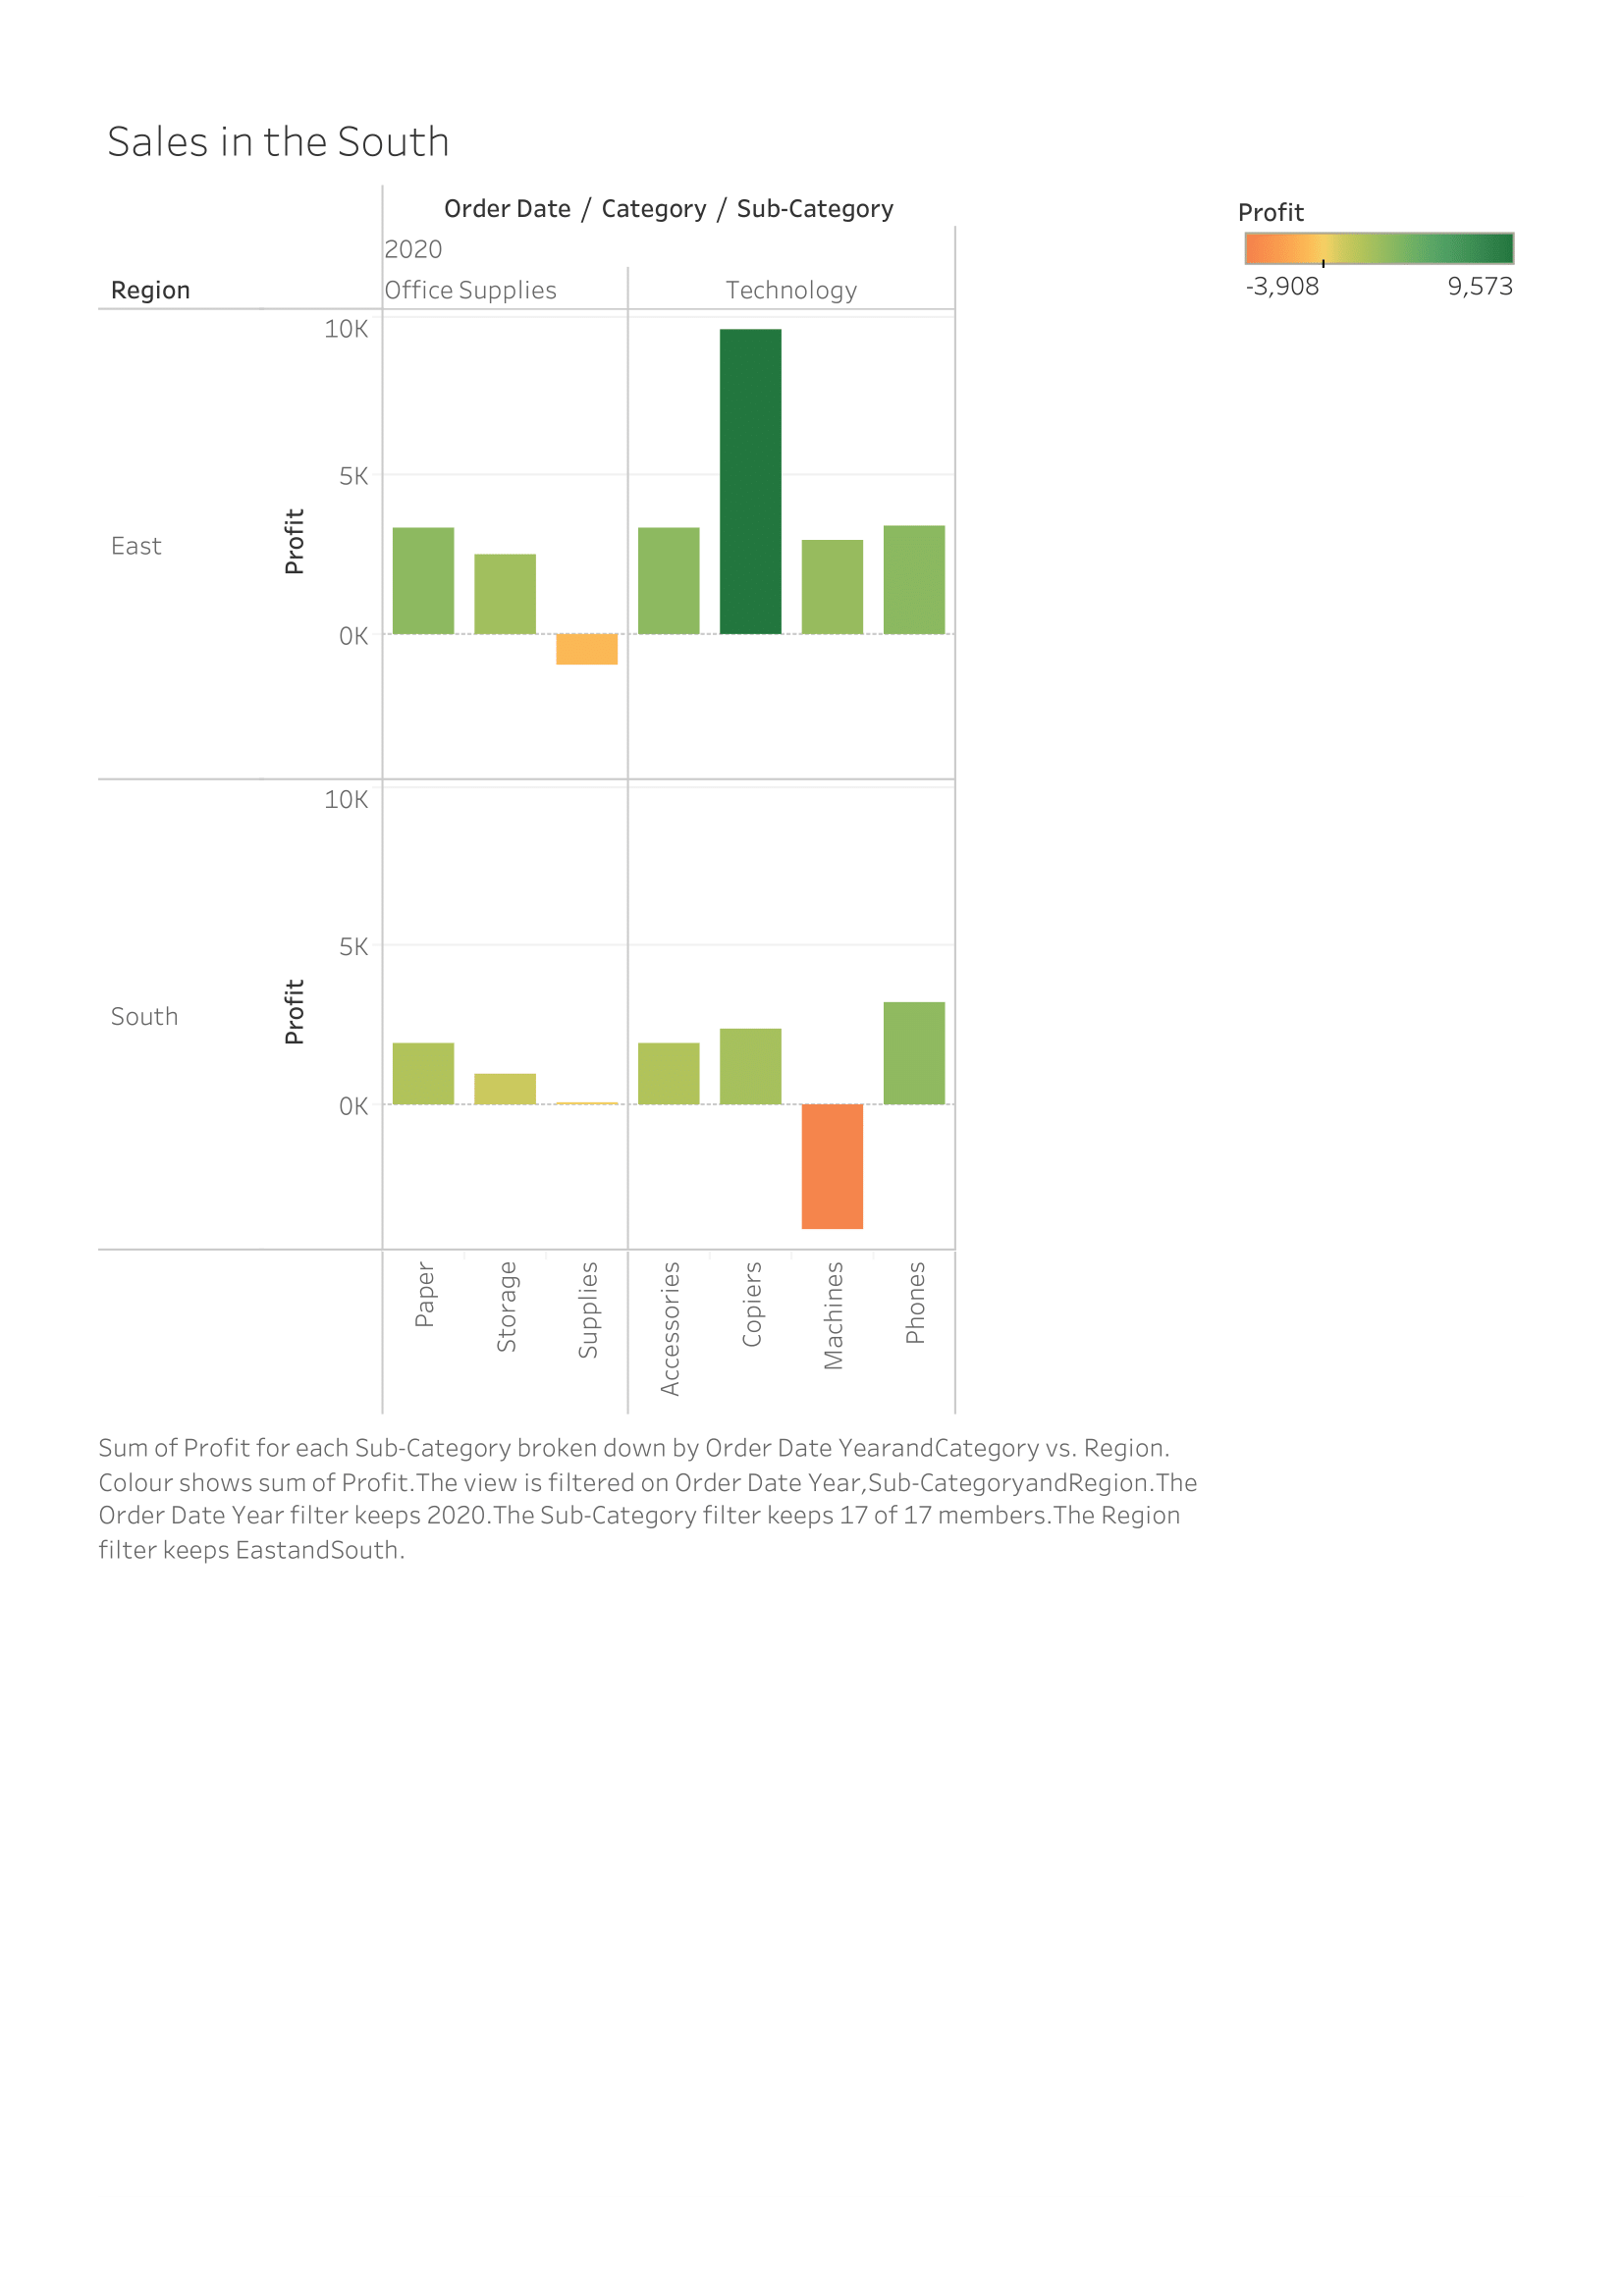 Sales in the South
Order Date / Category / Sub-Category
2020
Region
Office Supplies
Technology
Profit
-3,908
9,573
10K
5K
0K
Profit
East
10K
5K
0K
Profit
South
Paper
Storage
Supplies
Accessories
Copiers
Machines
Phones
Sum of Profit for each Sub-Category broken down by Order Date YearandCategory vs. Region.
Colour shows sum of Profit.The view is filtered on Order Date Year,Sub-CategoryandRegion.The
Order Date Year filter keeps 2020.The Sub-Category filter keeps 17 of 17 members.The Region
filter keeps EastandSouth.